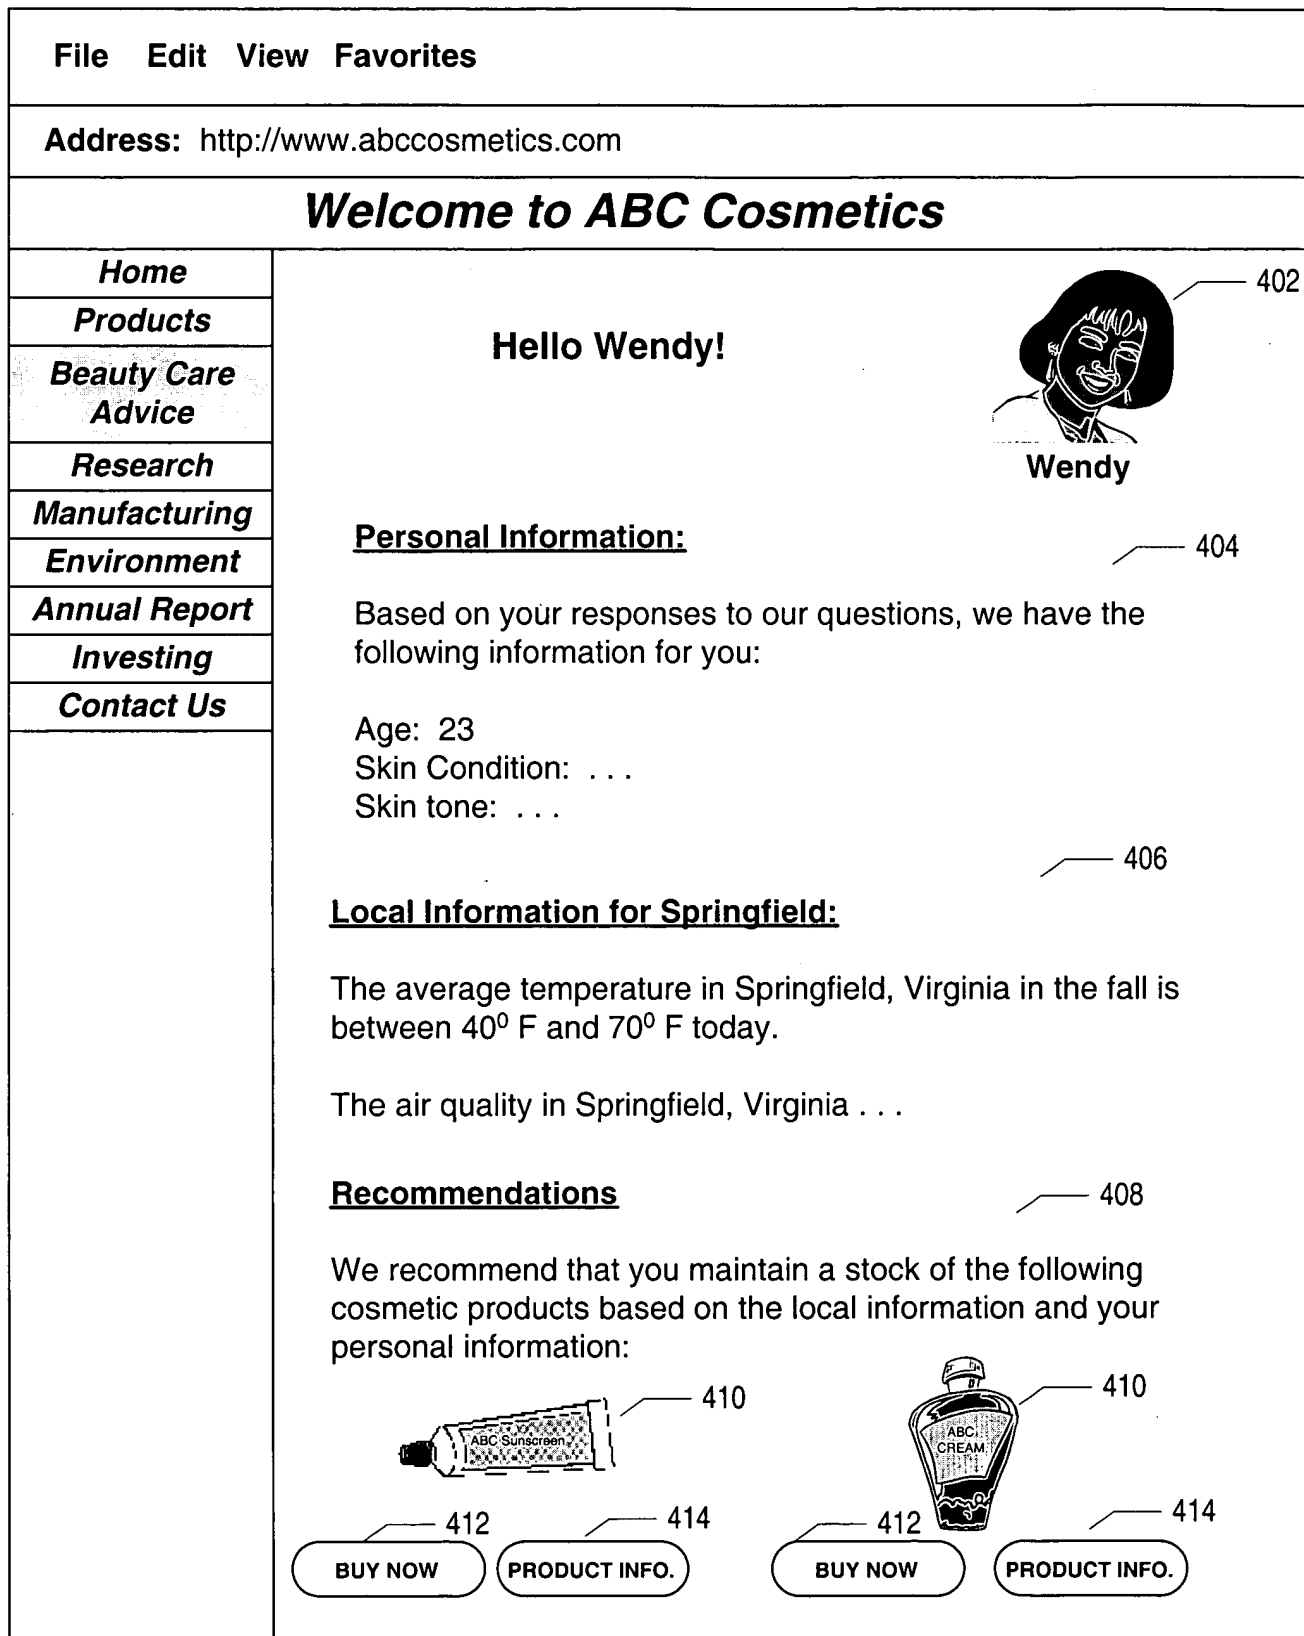 File Edit View Favorites
Address: http://www.abccosmetics.com
Welcome to ABC Cosmetics
Home
Products
Beauty Care
Advice
Research
Manufacturing
Environment
Annual Report
Investing
Contact Us
402
Hello Wendy!
Wendy
Personal Information:
404
Based on your responses to our questions, we have the
following information for you:
Age: 23
Skin Condition: . . .
Skin tone: . . .
406
Local Information for Springfield:
The average temperature in Springfield, Virginia in the fall is
between 40⁰ F and 70⁰ F today.
The air quality in Springfield, Virginia . . .
Recommendations
408
We recommend that you maintain a stock of the following
cosmetic products based on the local information and your
personal information:
410
ABC Sunscreen
410
ABC
CREAM
412 414
BUY NOW PRODUCT INFO.
412 414
BUY NOW PRODUCT INFO.